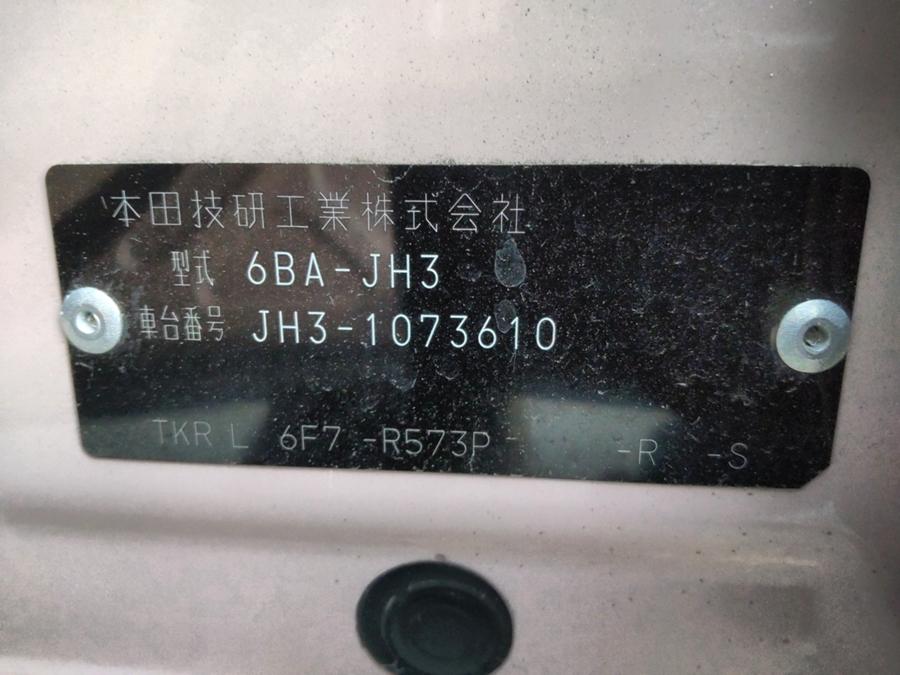 本田技研工業株式会社
型式 6BA-JH3
車台番号 JH3-1073610
TKR L 6F7 -R573P - -R -S